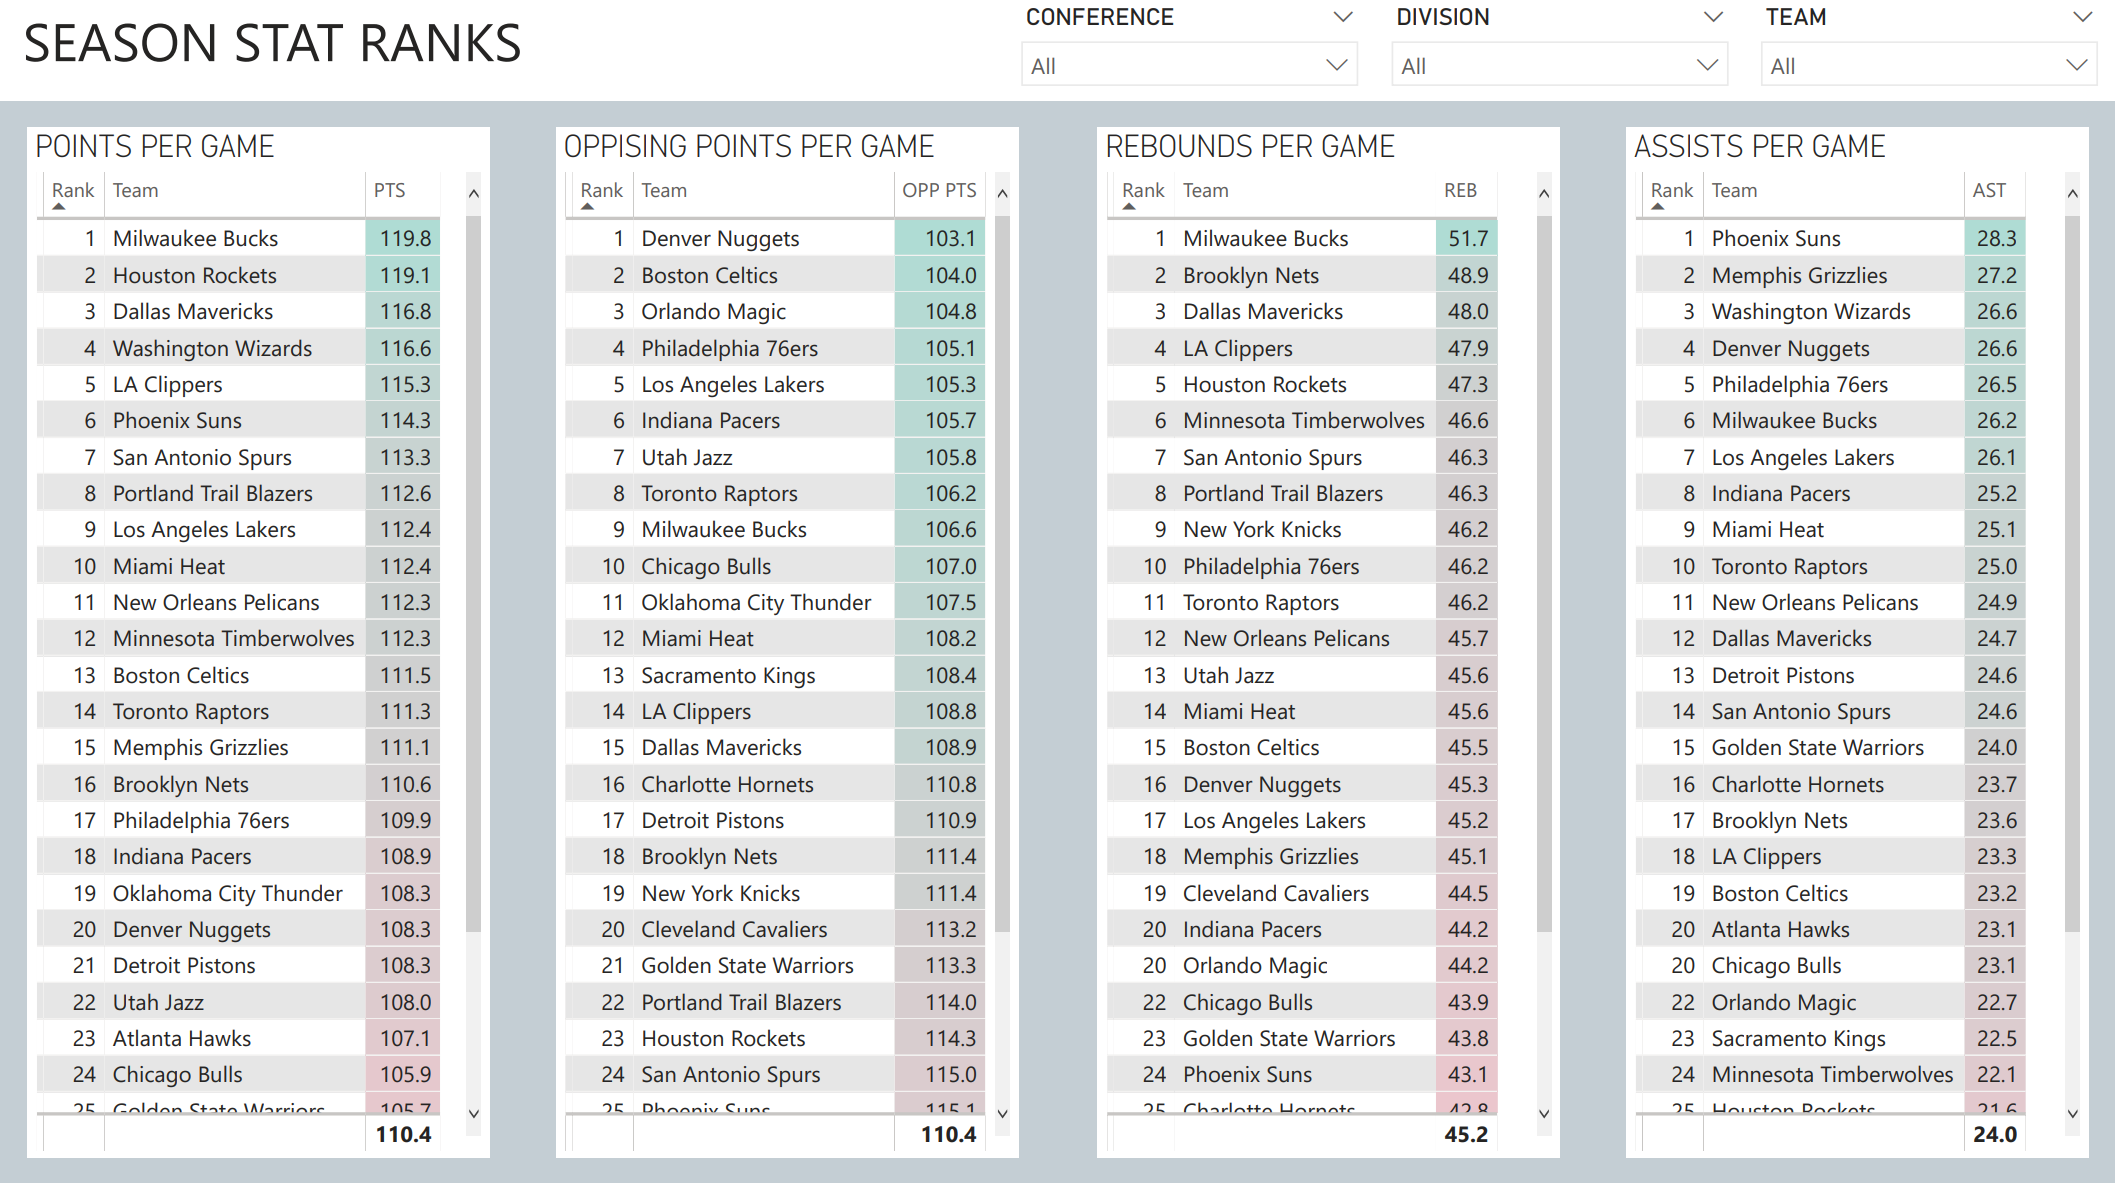 SEASON STAT RANKS
CONFERENCE
All
DIVISION
All
TEAM
All
POINTS PER GAME
Rank Team PTS
1 Milwaukee Bucks 119.8
2 Houston Rockets 119.1
3 Dallas Mavericks 116.8
4 Washington Wizards 116.6
5 LA Clippers 115.3
6 Phoenix Suns 114.3
7 San Antonio Spurs 113.3
8 Portland Trail Blazers 112.6
9 Los Angeles Lakers 112.4
10 Miami Heat 112.4
11 New Orleans Pelicans 112.3
12 Minnesota Timberwolves 112.3
13 Boston Celtics 111.5
14 Toronto Raptors 111.3
15 Memphis Grizzlies 111.1
16 Brooklyn Nets 110.6
17 Philadelphia 76ers 109.9
18 Indiana Pacers 108.9
19 Oklahoma City Thunder 108.3
20 Denver Nuggets 108.3
21 Detroit Pistons 108.3
22 Utah Jazz 108.0
23 Atlanta Hawks 107.1
24 Chicago Bulls 105.9
25 Golden State Warriors 105.7
110.4
OPPISING POINTS PER GAME
Rank Team OPP PTS
1 Denver Nuggets 103.1
2 Boston Celtics 104.0
3 Orlando Magic 104.8
4 Philadelphia 76ers 105.1
5 Los Angeles Lakers 105.3
6 Indiana Pacers 105.7
7 Utah Jazz 105.8
8 Toronto Raptors 106.2
9 Milwaukee Bucks 106.6
10 Chicago Bulls 107.0
11 Oklahoma City Thunder 107.5
12 Miami Heat 108.2
13 Sacramento Kings 108.4
14 LA Clippers 108.8
15 Dallas Mavericks 108.9
16 Charlotte Hornets 110.8
17 Detroit Pistons 110.9
18 Brooklyn Nets 111.4
19 New York Knicks 111.4
20 Cleveland Cavaliers 113.2
21 Golden State Warriors 113.3
22 Portland Trail Blazers 114.0
23 Houston Rockets 114.3
24 San Antonio Spurs 115.0
25 Phoenix Suns 115.1
110.4
REBOUNDS PER GAME
Rank Team REB
1 Milwaukee Bucks 51.7
2 Brooklyn Nets 48.9
3 Dallas Mavericks 48.0
4 LA Clippers 47.9
5 Houston Rockets 47.3
6 Minnesota Timberwolves 46.6
7 San Antonio Spurs 46.3
8 Portland Trail Blazers 46.3
9 New York Knicks 46.2
10 Philadelphia 76ers 46.2
11 Toronto Raptors 46.2
12 New Orleans Pelicans 45.7
13 Utah Jazz 45.6
14 Miami Heat 45.6
15 Boston Celtics 45.5
16 Denver Nuggets 45.3
17 Los Angeles Lakers 45.2
18 Memphis Grizzlies 45.1
19 Cleveland Cavaliers 44.5
20 Indiana Pacers 44.2
20 Orlando Magic 44.2
22 Chicago Bulls 43.9
23 Golden State Warriors 43.8
24 Phoenix Suns 43.1
25 Charlotte Hornets 42.8
45.2
ASSISTS PER GAME
Rank Team AST
1 Phoenix Suns 28.3
2 Memphis Grizzlies 27.2
3 Washington Wizards 26.6
4 Denver Nuggets 26.6
5 Philadelphia 76ers 26.5
6 Milwaukee Bucks 26.2
7 Los Angeles Lakers 26.1
8 Indiana Pacers 25.2
9 Miami Heat 25.1
10 Toronto Raptors 25.0
11 New Orleans Pelicans 24.9
12 Dallas Mavericks 24.7
13 Detroit Pistons 24.6
14 San Antonio Spurs 24.6
15 Golden State Warriors 24.0
16 Charlotte Hornets 23.7
17 Brooklyn Nets 23.6
18 LA Clippers 23.3
19 Boston Celtics 23.2
20 Atlanta Hawks 23.1
20 Chicago Bulls 23.1
22 Orlando Magic 22.7
23 Sacramento Kings 22.5
24 Minnesota Timberwolves 22.1
25 Houston Rockets 21.6
24.0